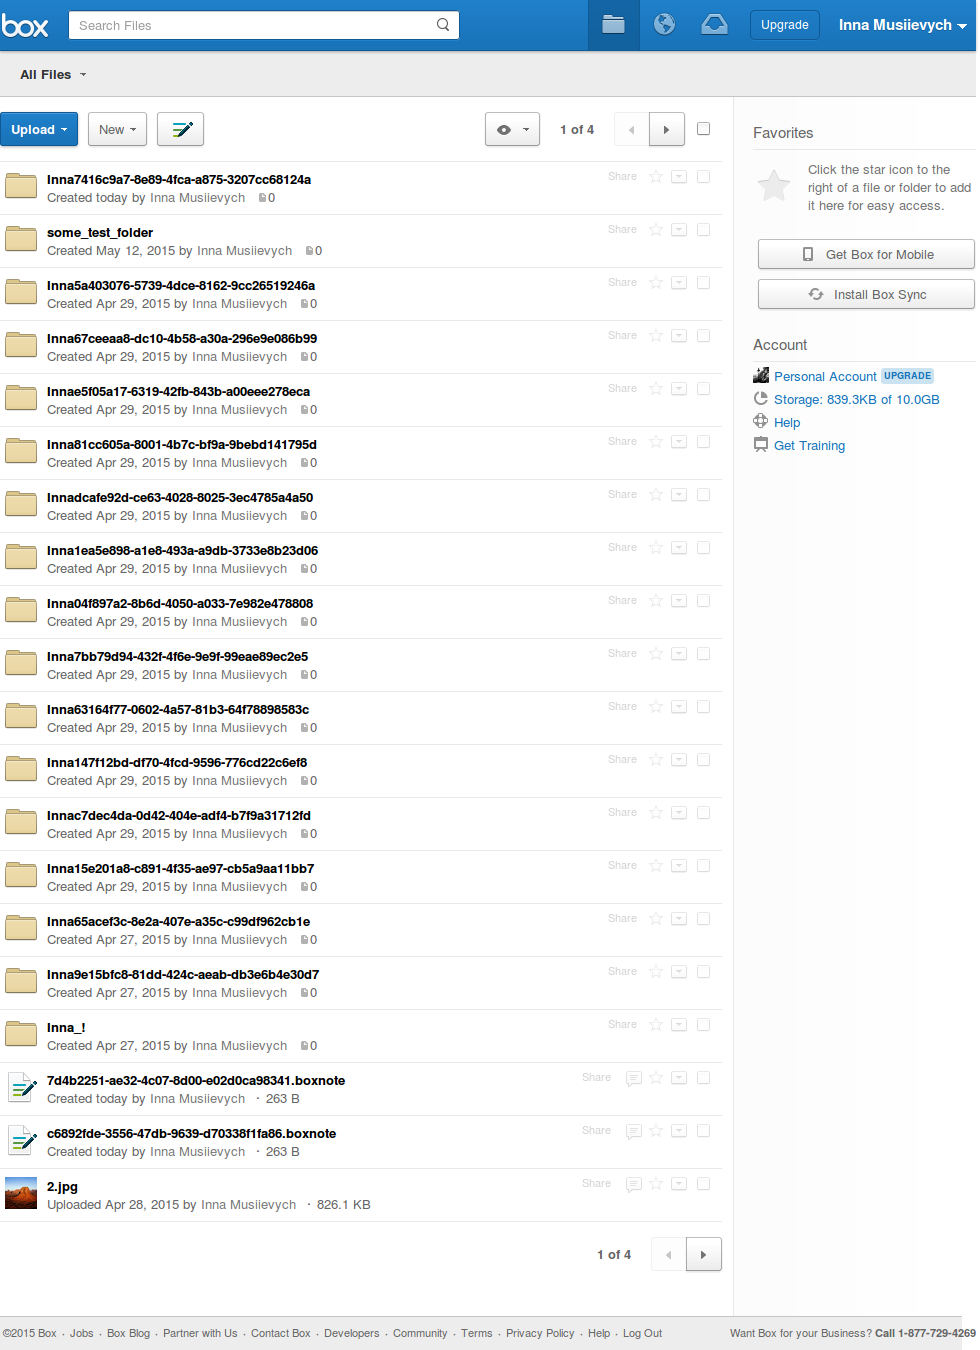 box
Search Files
Upgrade
Inna Musiievych
All Files
Upload
New
1 of 4
Inna7416c9a7-8e89-4fca-a875-3207cc68124a
Share
Created today by Inna Musiievych 0
some_test_folder
Share
Created May 12, 2015 by Inna Musiievych 0
Inna5a403076-5739-4dce-8162-9cc26519246a
Share
Created Apr 29, 2015 by Inna Musiievych 0
Inna67ceeaa8-dc10-4b58-a30a-296e9e086b99
Share
Created Apr 29, 2015 by Inna Musiievych 0
Innae5f05a17-6319-42fb-843b-a00eee278eca
Share
Created Apr 29, 2015 by Inna Musiievych 0
Inna81cc605a-8001-4b7c-bf9a-9bebd141795d
Share
Created Apr 29, 2015 by Inna Musiievych 0
Innadcafe92d-ce63-4028-8025-3ec4785a4a50
Share
Created Apr 29, 2015 by Inna Musiievych 0
Inna1ea5e898-a1e8-493a-a9db-3733e8b23d06
Share
Created Apr 29, 2015 by Inna Musiievych 0
Inna04f897a2-8b6d-4050-a033-7e982e478808
Share
Created Apr 29, 2015 by Inna Musiievych 0
Inna7bb79d94-432f-4f6e-9e9f-99eae89ec2e5
Share
Created Apr 29, 2015 by Inna Musiievych 0
Inna63164f77-0602-4a57-81b3-64f78898583c
Share
Created Apr 29, 2015 by Inna Musiievych 0
Inna147f12bd-df70-4fcd-9596-776cd22c6ef8
Share
Created Apr 29, 2015 by Inna Musiievych 0
Innac7dec4da-0d42-404e-adf4-b7f9a31712fd
Share
Created Apr 29, 2015 by Inna Musiievych 0
Inna15e201a8-c891-4f35-ae97-cb5a9aa11bb7
Share
Created Apr 29, 2015 by Inna Musiievych 0
Inna65acef3c-8e2a-407e-a35c-c99df962cb1e
Share
Created Apr 27, 2015 by Inna Musiievych 0
Inna9e15bfc8-81dd-424c-aeab-db3e6b4e30d7
Share
Created Apr 27, 2015 by Inna Musiievych 0
Inna_!
Share
Created Apr 27, 2015 by Inna Musiievych 0
7d4b2251-ae32-4c07-8d00-e02d0ca98341.boxnote
Share
Created today by Inna Musiievych · 263 B
c6892fde-3556-47db-9639-d70338f1fa86.boxnote
Share
Created today by Inna Musiievych · 263 B
2.jpg
Share
Uploaded Apr 28, 2015 by Inna Musiievych · 826.1 KB
1 of 4
Favorites
Click the star icon to the
right of a file or folder to add
it here for easy access.
Get Box for Mobile
Install Box Sync
Account
Personal Account UPGRADE
Storage: 839.3KB of 10.0GB
Help
Get Training
©2015 Box · Jobs · Box Blog · Partner with Us · Contact Box · Developers · Community · Terms · Privacy Policy · Help · Log Out
Want Box for your Business? Call 1-877-729-4269